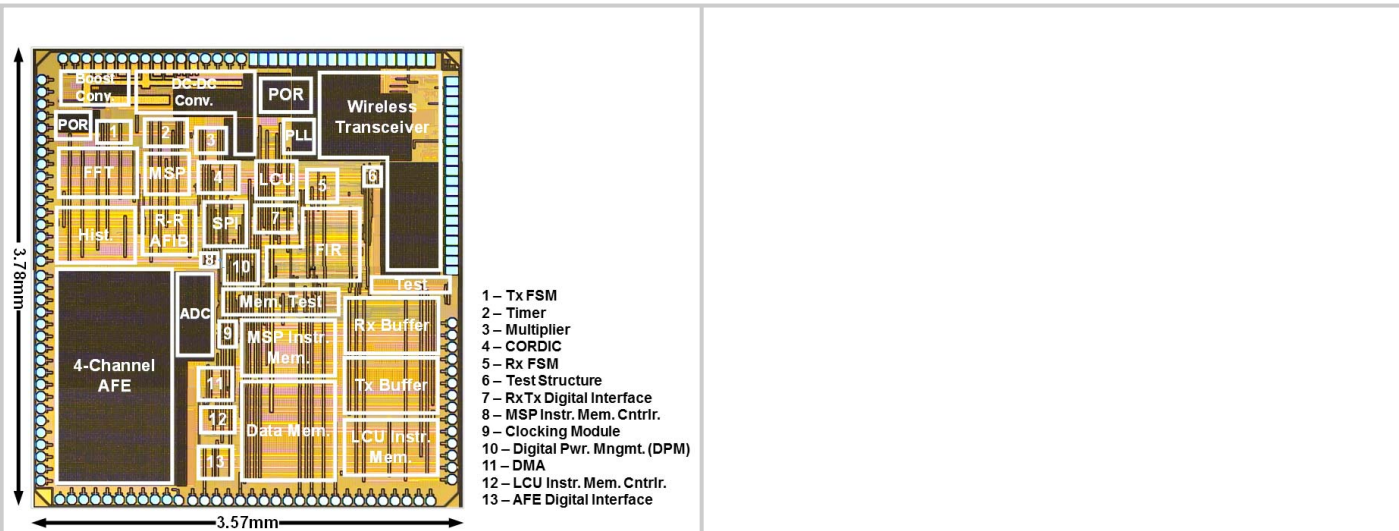 Boost
Conv.
DC-DC
Conv.
POR
Wireless
Transceiver
POR
1
2
3
PLL
FFT
MSP
4
LCU
5
6
Hist.
R-R
AFIB
SPI
7
FIR
8
10
Test
Mem. Test
ADC
9
MSP Instr.
Mem.
Rx Buffer
4-Channel
AFE
11
Tx Buffer
12
Data Mem.
LCU Instr.
Mem.
13
3.78mm
3.57mm
1 – Tx FSM
2 – Timer
3 – Multiplier
4 – CORDIC
5 – Rx FSM
6 – Test Structure
7 – RxTx Digital Interface
8 – MSP Instr. Mem. Cntrlr.
9 – Clocking Module
10 – Digital Pwr. Mngmt. (DPM)
11 – DMA
12 – LCU Instr. Mem. Cntrlr.
13 – AFE Digital Interface